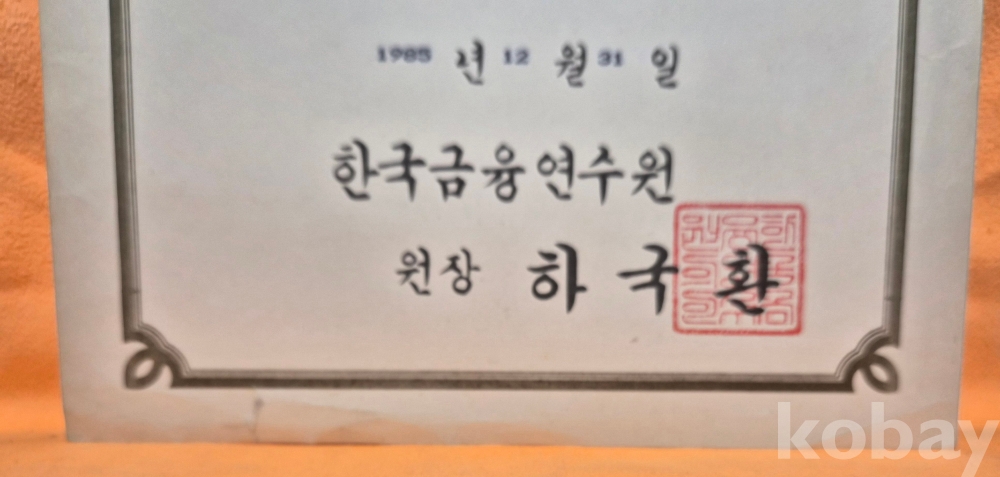 1985 년 12 월 31 일
한국금융연수원
원장 하국환
kobay